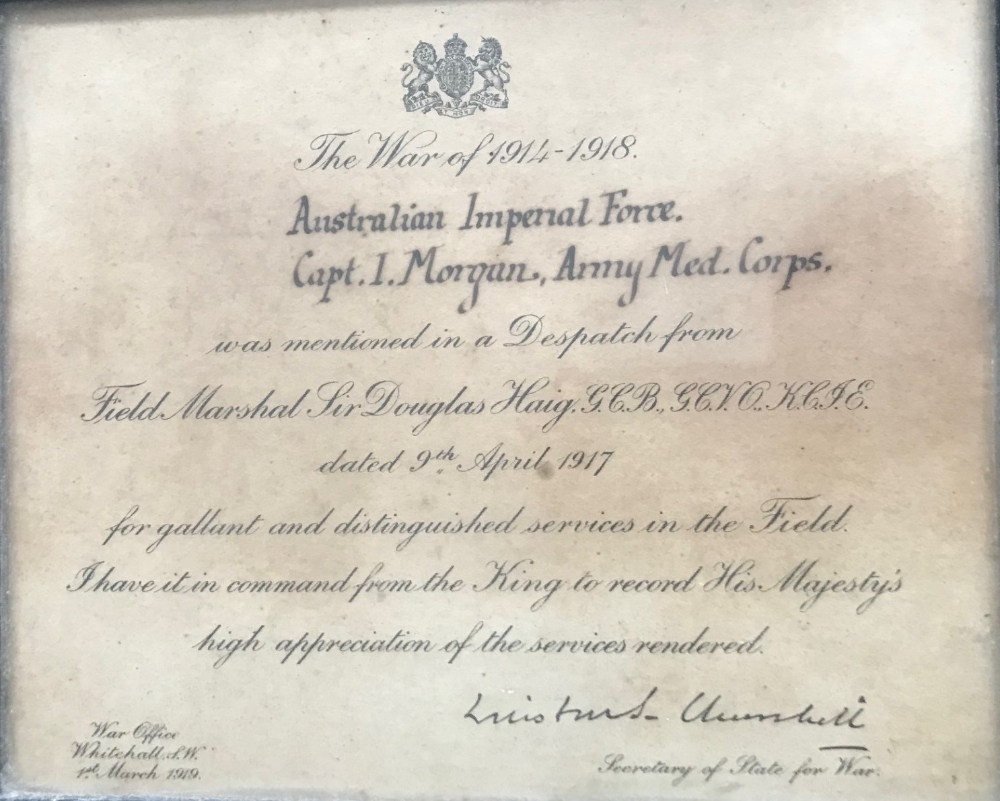 The War of 1914-1918.
Australian Imperial Force.
Capt. I. Morgan., Army Med. Corps.
was mentioned in a Despatch from
Field Marshal Sir Douglas Haig. G.C.B., G.C.V.O., K.C.I.E.
dated 9th April 1917
for gallant and distinguished services in the Field.
I have it in command from the King to record His Majesty's
high appreciation of the services rendered.
Winston S. Churchill
Secretary of State for War.
War Office
Whitehall. S.W.
1st March 1919.